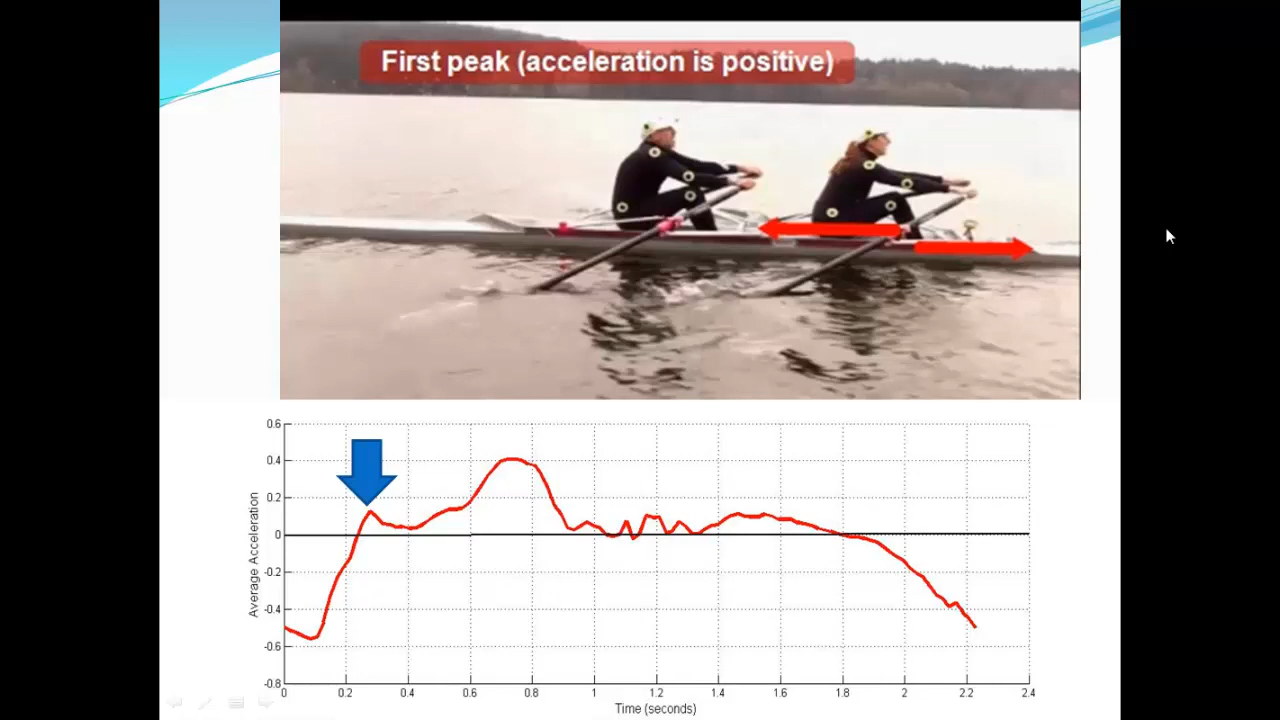 First peak (acceleration is positive)
0.6
0.4
0.2
0
-0.2
-0.4
-0.6
-0.8
Average Acceleration
0 0.2 0.4 0.6 0.8 1 1.2 1.4 1.6 1.8 2 2.2 2.4
Time (seconds)